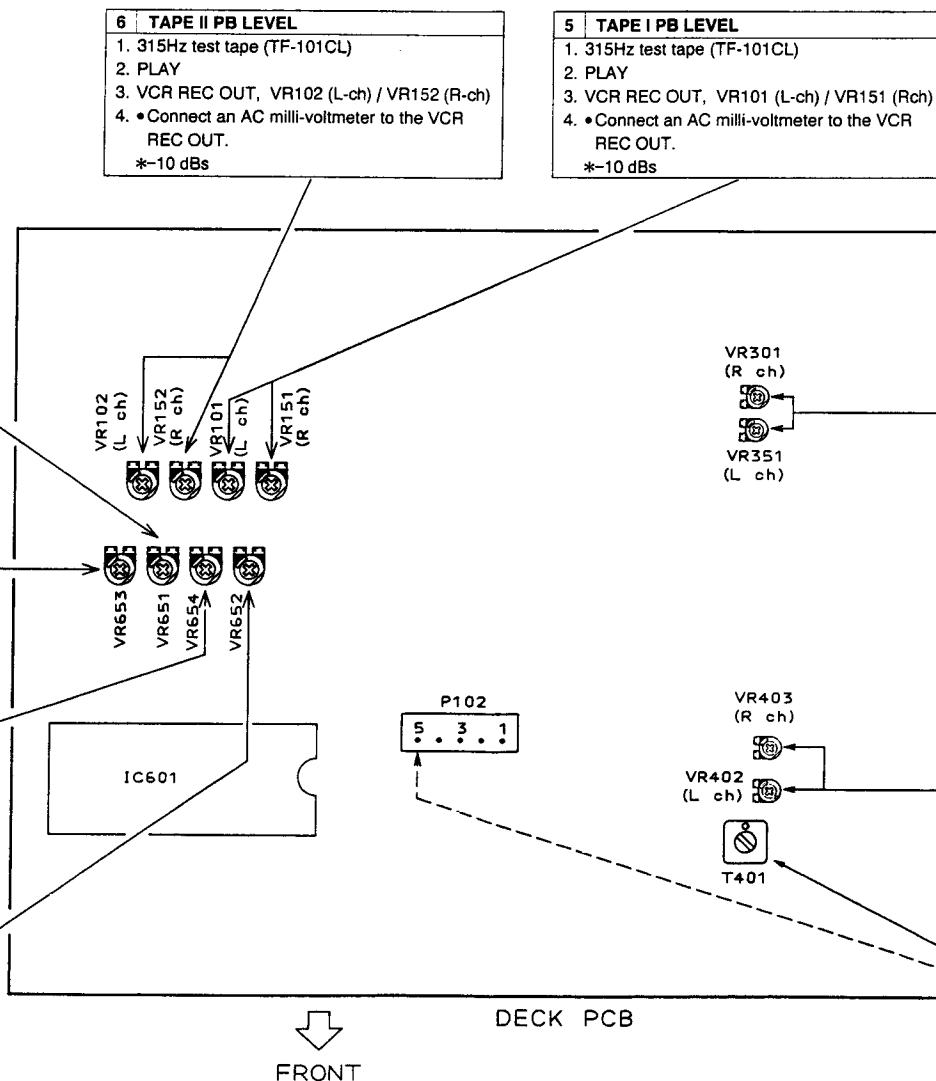 6 TAPE II PB LEVEL
1. 315Hz test tape (TF-101CL)
2. PLAY
3. VCR REC OUT, VR102 (L-ch) / VR152 (R-ch)
4. •Connect an AC milli-voltmeter to the VCR
REC OUT.
*-10 dBs
5 TAPE I PB LEVEL
1. 315Hz test tape (TF-101CL)
2. PLAY
3. VCR REC OUT, VR101 (L-ch) / VR151 (Rch)
4. •Connect an AC milli-voltmeter to the VCR
REC OUT.
*-10 dBs
VR102
(L ch)
VR152
(R ch)
VR101
(L ch)
VR151
(R ch)
VR301
(R ch)
VR351
(L ch)
VR653
VR651
VR654
VR652
P102
5 3 1
IC601
VR403
(R ch)
VR402
(L ch)
T401
DECK PCB
FRONT